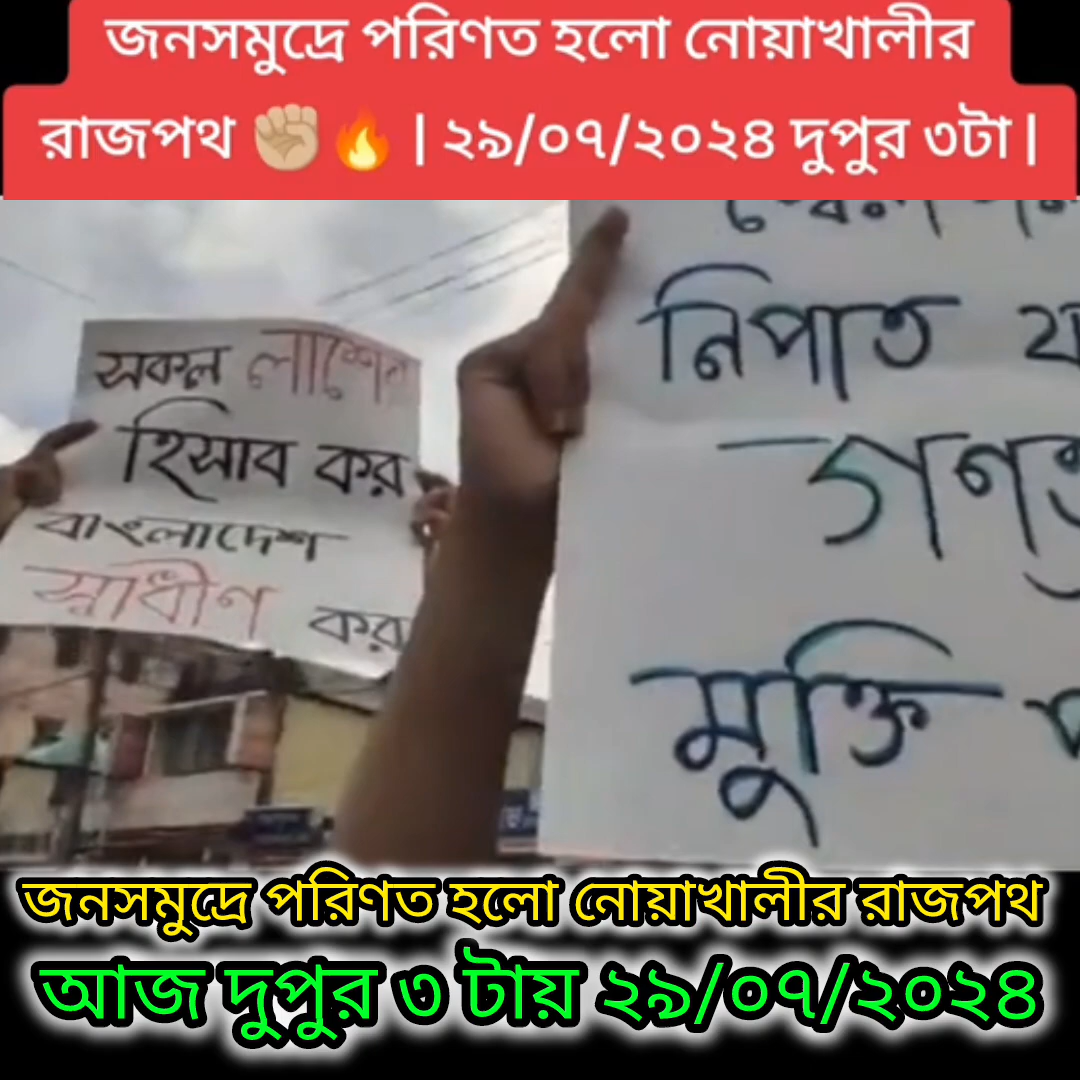 জনসমুদ্রে পরিণত হলো নোয়াখালীর
রাজপথ ✊🏼🔥 | ২৯/০৭/২০২৪ দুপুর ৩টা |
সকল লাশের
হিসাব কর
বাংলাদেশ
স্বাধীণ কর
নিপাত
মুক্তি
জনসমুদ্রে পরিণত হলো নোয়াখালীর রাজপথ
আজ দুপুর ৩ টায় ২৯/০৭/২০২৪